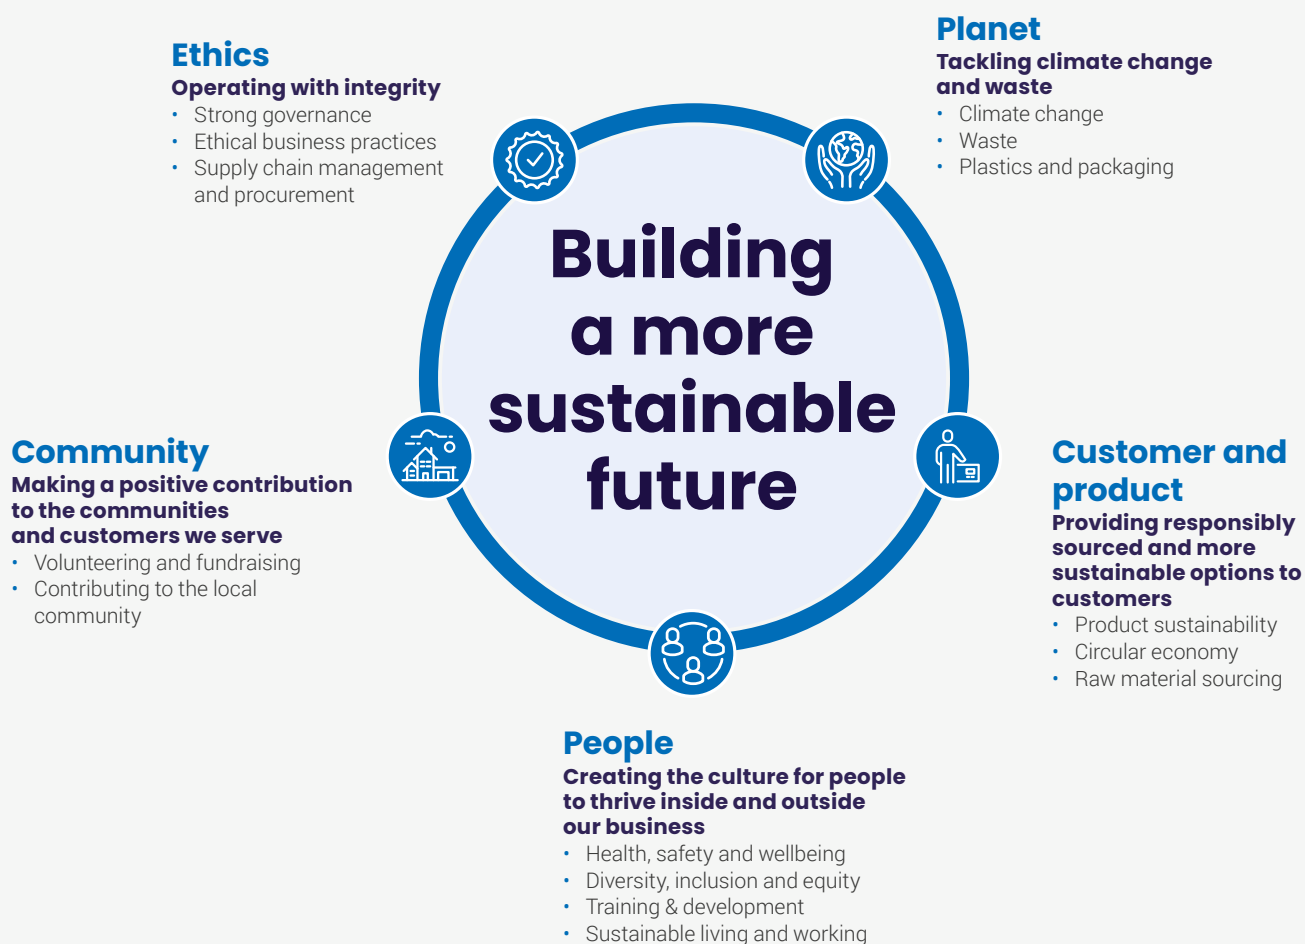 Ethics
Operating with integrity
• Strong governance
• Ethical business practices
• Supply chain management
and procurement
Planet
Tackling climate change
and waste
• Climate change
• Waste
• Plastics and packaging
Building
a more
sustainable
future
Community
Making a positive contribution
to the communities
and customers we serve
• Volunteering and fundraising
• Contributing to the local
community
Customer and
product
Providing responsibly
sourced and more
sustainable options to
customers
• Product sustainability
• Circular economy
• Raw material sourcing
People
Creating the culture for people
to thrive inside and outside
our business
• Health, safety and wellbeing
• Diversity, inclusion and equity
• Training & development
• Sustainable living and working